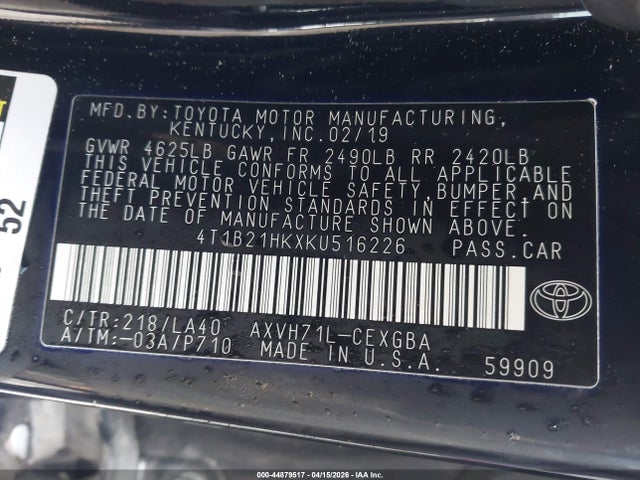 MFD.BY:TOYOTA MOTOR MANUFACTURING,
KENTUCKY,INC.02/19
GVWR 4625LB GAWR FR 2490LB RR 2420LB
THIS VEHICLE CONFORMS TO ALL APPLICABLE
FEDERAL MOTOR VEHICLE SAFETY,BUMPER,AND
THEFT PREVENTION STANDARDS IN EFFECT ON
THE DATE OF MANUFACTURE SHOWN ABOVE.
4T1B21HKXKU516226 PASS.CAR
C/TR:218/LA40 AXVH71L-CEXGBA
A/TM:-03A/P710 MADE IN U.S.A. 59909
52
000-44879517 - 04/15/2026 - IAA Inc.